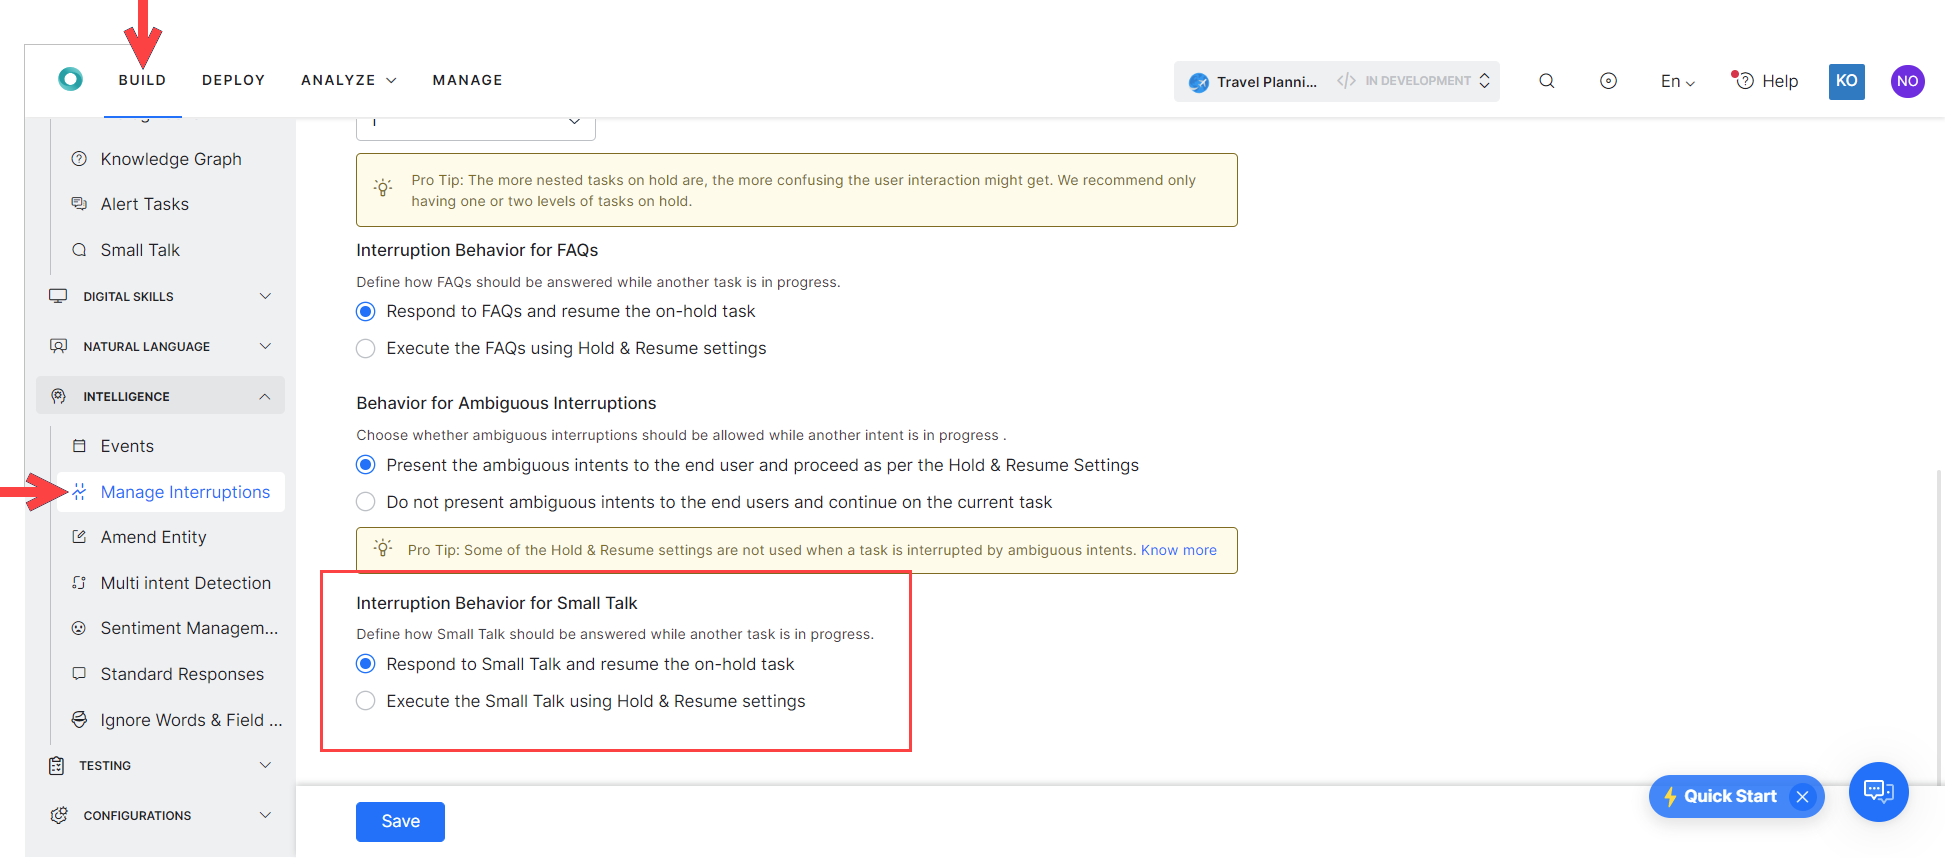 BUILD
DEPLOY
ANALYZE
MANAGE
Travel Planni...
IN DEVELOPMENT
En
Help
KO
NO
Knowledge Graph
Alert Tasks
Small Talk
DIGITAL SKILLS
NATURAL LANGUAGE
INTELLIGENCE
Events
Manage Interruptions
Amend Entity
Multi intent Detection
Sentiment Managem...
Standard Responses
Ignore Words & Field ...
TESTING
CONFIGURATIONS
Pro Tip: The more nested tasks on hold are, the more confusing the user interaction might get. We recommend only
having one or two levels of tasks on hold.
Interruption Behavior for FAQs
Define how FAQs should be answered while another task is in progress.
Respond to FAQs and resume the on-hold task
Execute the FAQs using Hold & Resume settings
Behavior for Ambiguous Interruptions
Choose whether ambiguous interruptions should be allowed while another intent is in progress .
Present the ambiguous intents to the end user and proceed as per the Hold & Resume Settings
Do not present ambiguous intents to the end users and continue on the current task
Pro Tip: Some of the Hold & Resume settings are not used when a task is interrupted by ambiguous intents. Know more
Interruption Behavior for Small Talk
Define how Small Talk should be answered while another task is in progress.
Respond to Small Talk and resume the on-hold task
Execute the Small Talk using Hold & Resume settings
Save
Quick Start